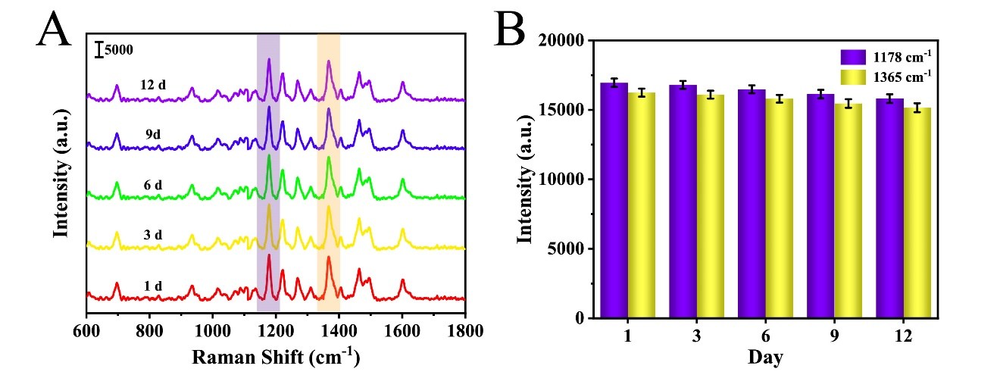 A
5000
12 d
9d
6 d
3 d
1 d
600 800 1000 1200 1400 1600 1800
Raman Shift (cm-1)
Intensity (a.u.)
B
1178 cm-1
1365 cm-1
20000
15000
10000
5000
0
1 3 6 9 12
Day
Intensity (a.u.)